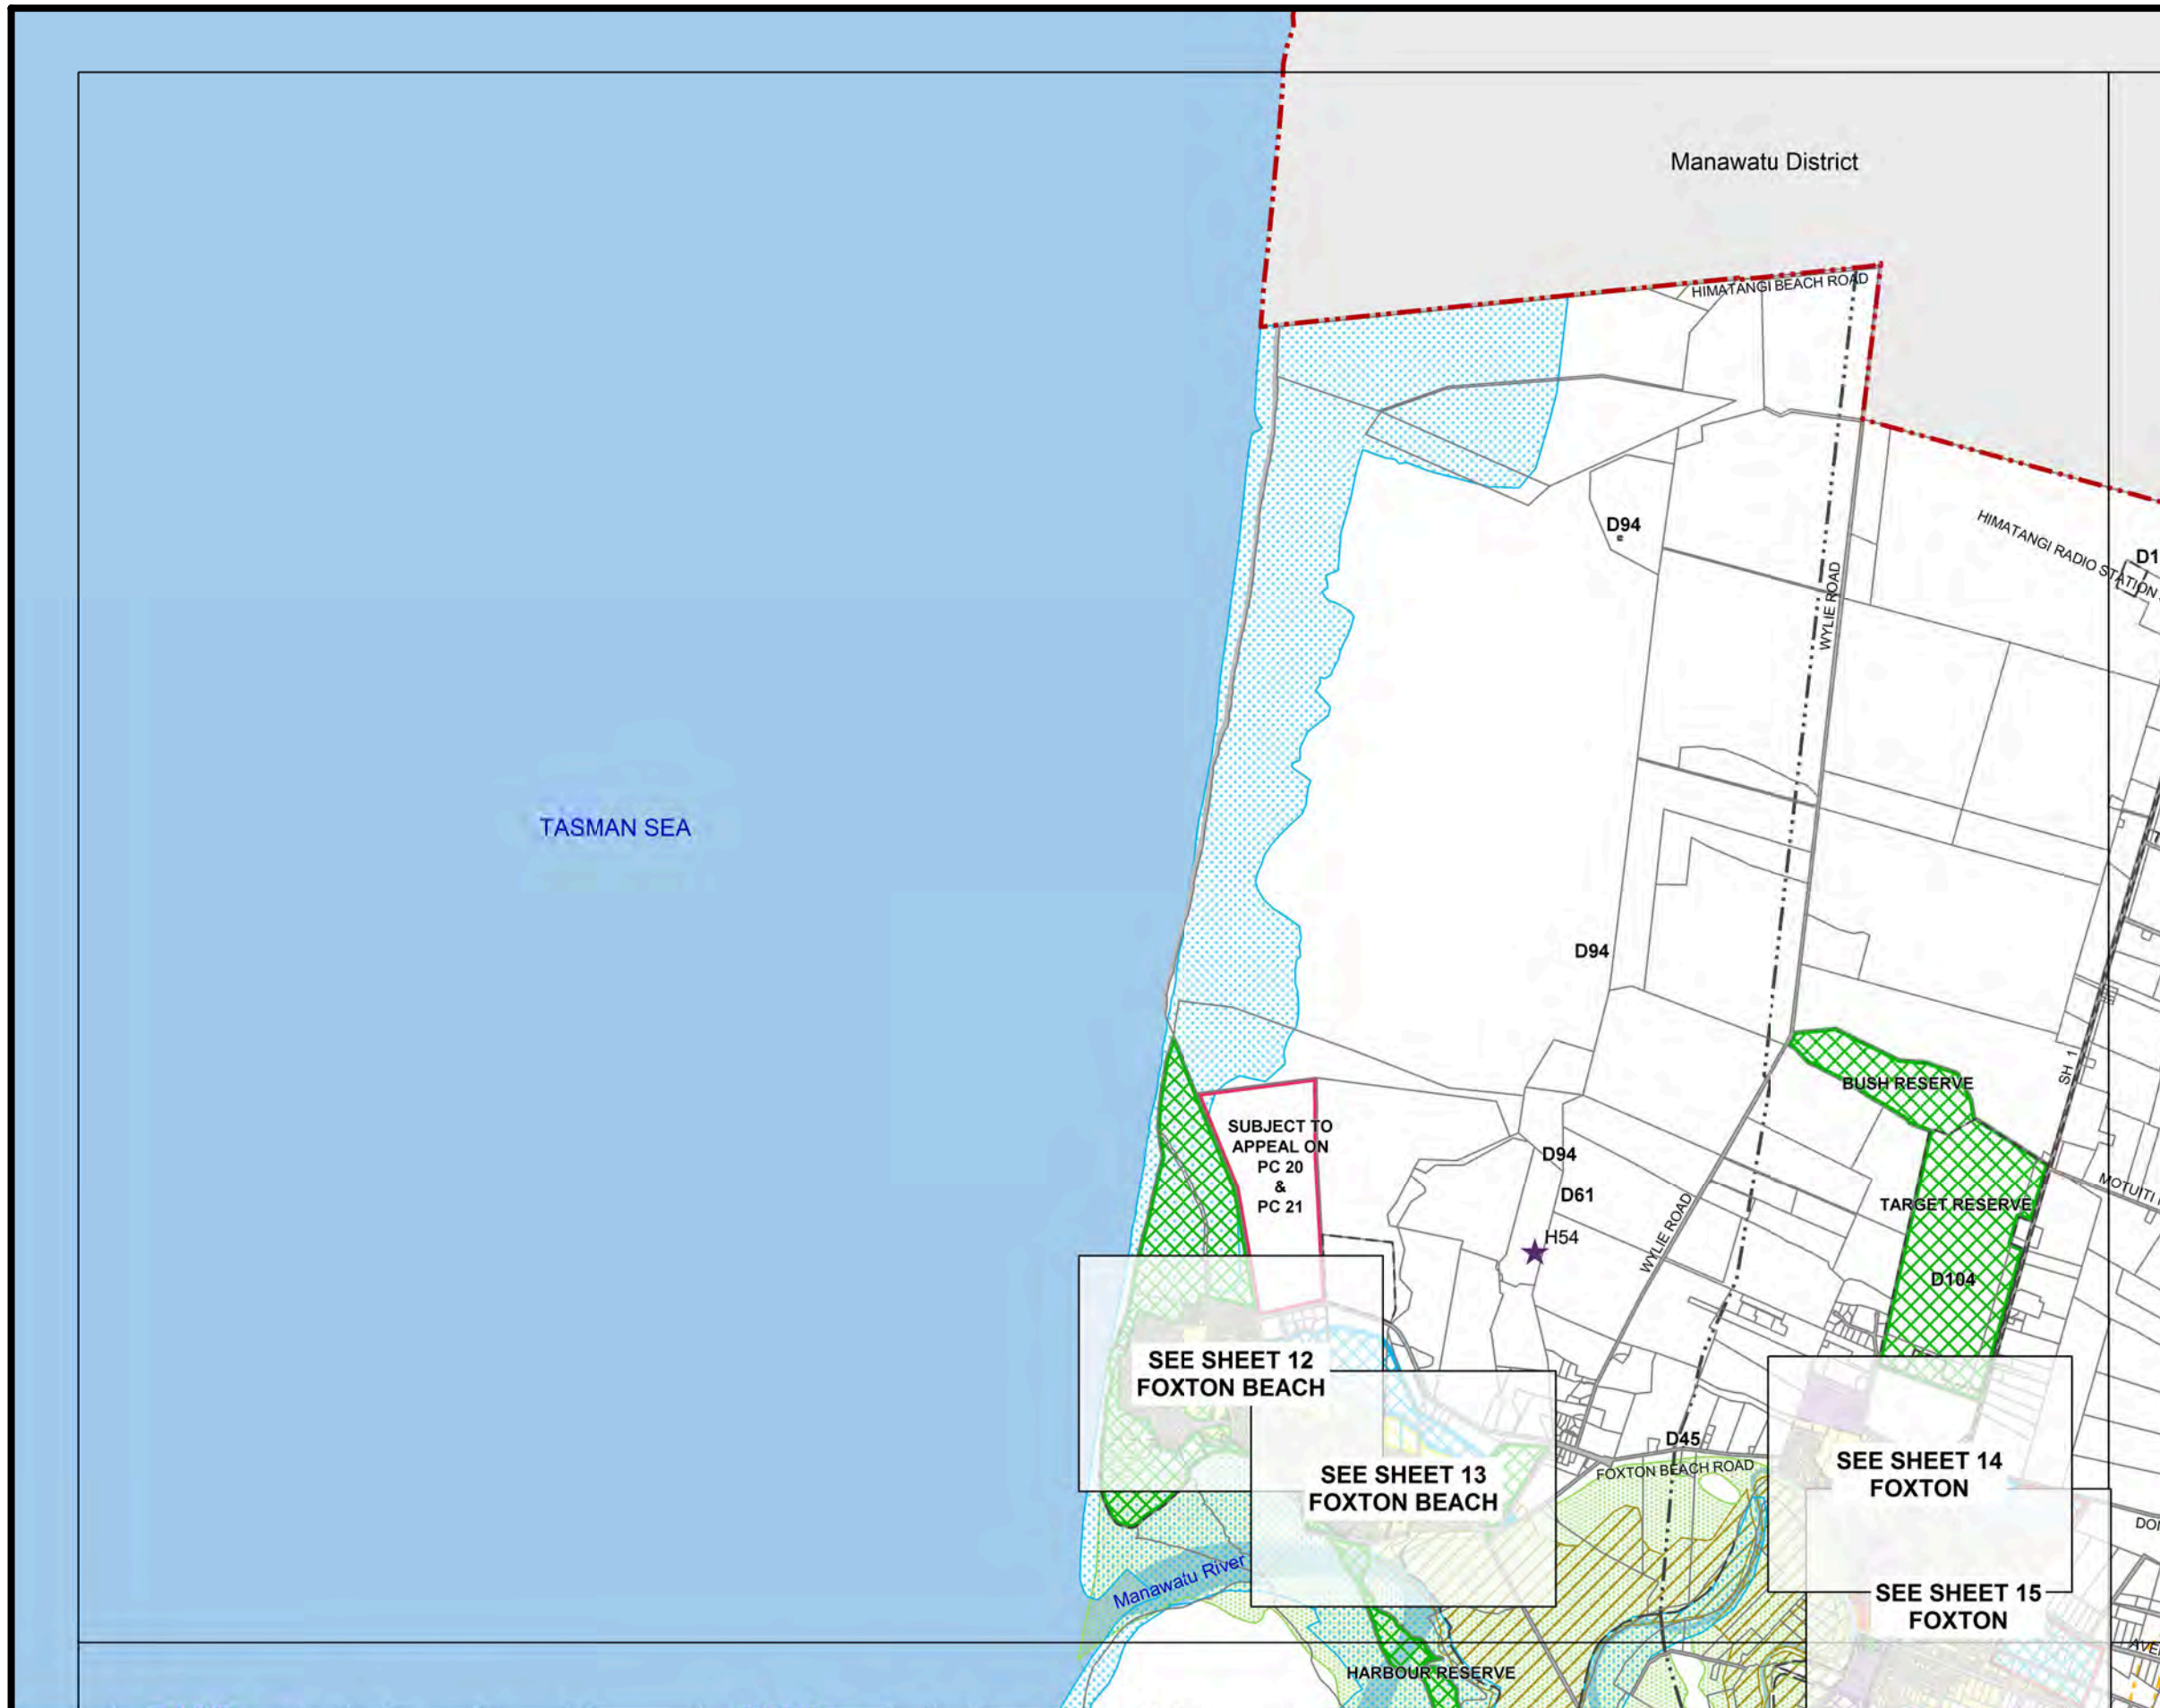 Manawatu District
HIMATANGI BEACH ROAD
D94
HIMATANGI RADIO STATION
D1
WYLIE ROAD
TASMAN SEA
D94
SH 1
BUSH RESERVE
SUBJECT TO
APPEAL ON
PC 20
&
PC 21
D94
D61
H54
WYLIE ROAD
TARGET RESERVE
MOTUITI
D104
SEE SHEET 12
FOXTON BEACH
D45
FOXTON BEACH ROAD
SEE SHEET 13
FOXTON BEACH
SEE SHEET 14
FOXTON
Manawatu River
SEE SHEET 15
FOXTON
HARBOUR RESERVE